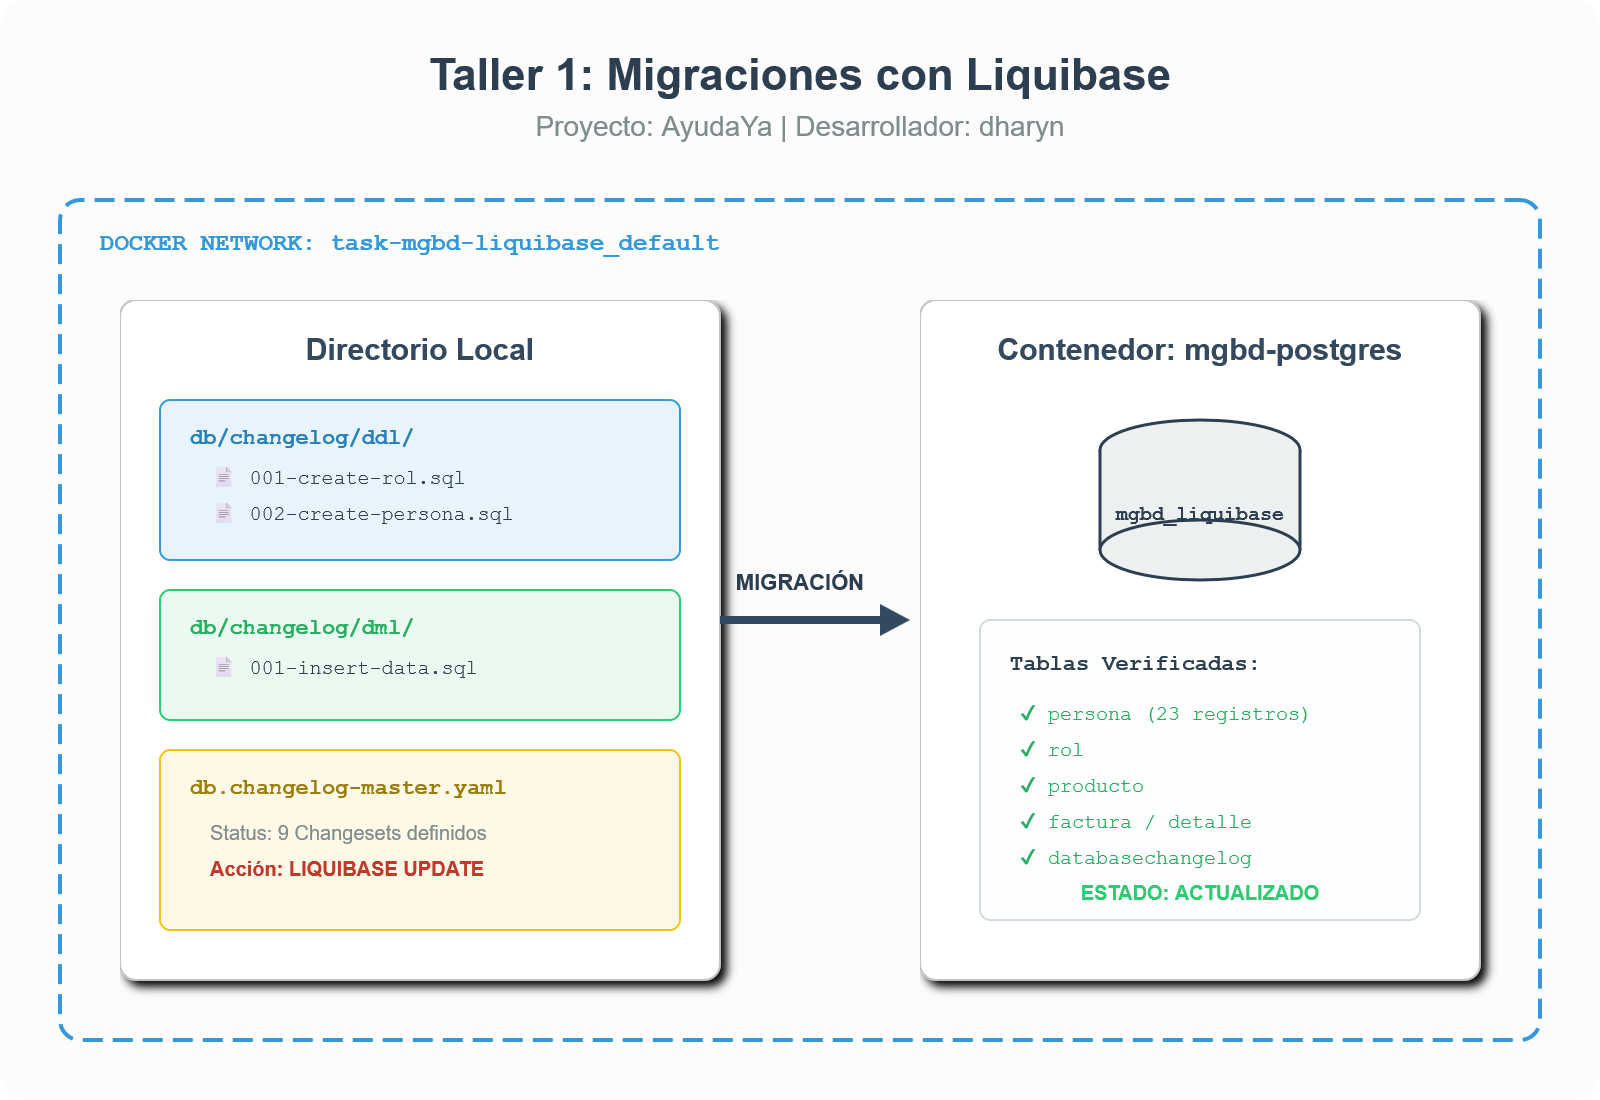 Taller 1: Migraciones con Liquibase
Proyecto: AyudaYa | Desarrollador: dharyn
DOCKER NETWORK: task-mgbd-liquibase_default
Directorio Local
db/changelog/ddl/
001-create-rol.sql
002-create-persona.sql
db/changelog/dml/
001-insert-data.sql
db.changelog-master.yaml
Status: 9 Changesets definidos
Acción: LIQUIBASE UPDATE
MIGRACIÓN
Contenedor: mgbd-postgres
mgbd_liquibase
Tablas Verificadas:
✓ persona (23 registros)
✓ rol
✓ producto
✓ factura / detalle
✓ databasechangelog
ESTADO: ACTUALIZADO